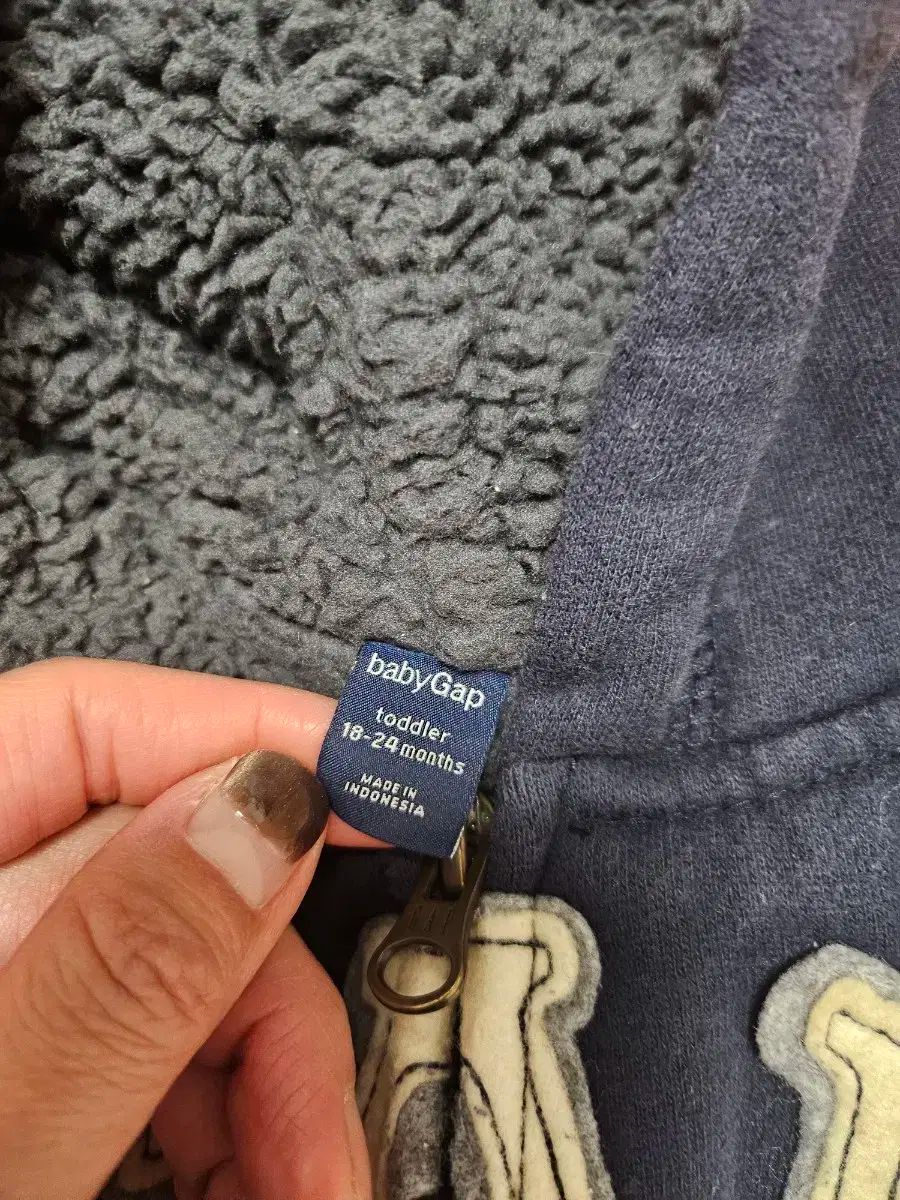 babyGap
toddler
18-24 months
MADE IN
INDONESIA